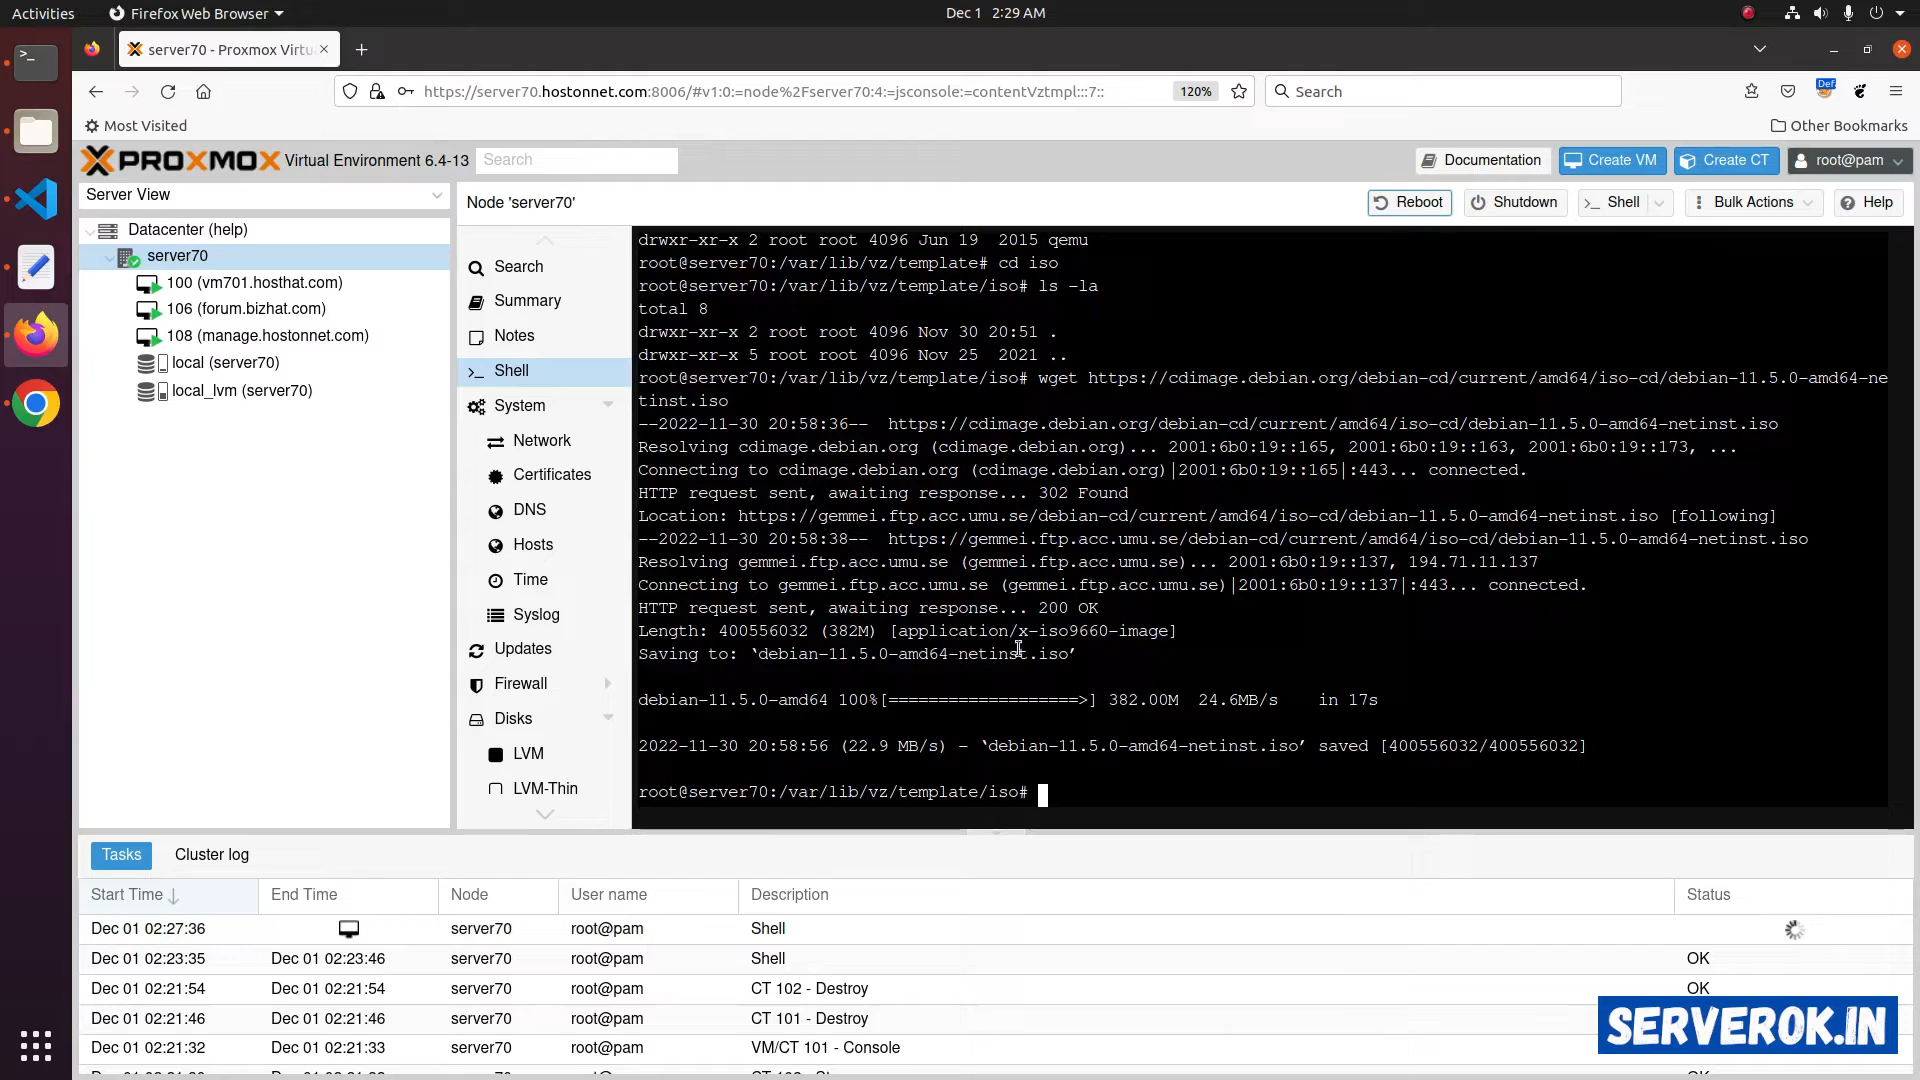 Activities
Firefox Web Browser
Dec 1 2:29 AM
server70 - Proxmox Virtu
https://server70.hostonnet.com:8006/#v1:0:=node%2Fserver70:4:=jsconsole:=contentVztmpl:::7::
120%
Search
Def
Most Visited
Other Bookmarks
PROXMOX
Virtual Environment 6.4-13
Search
Documentation
Create VM
Create CT
root@pam
Server View
Node 'server70'
Reboot
Shutdown
Shell
Bulk Actions
Help
Datacenter (help)
server70
100 (vm701.hosthat.com)
106 (forum.bizhat.com)
108 (manage.hostonnet.com)
local (server70)
local_lvm (server70)
Search
Summary
Notes
Shell
System
Network
Certificates
DNS
Hosts
Time
Syslog
Updates
Firewall
Disks
LVM
LVM-Thin
drwxr-xr-x 2 root root 4096 Jun 19  2015 qemu
root@server70:/var/lib/vz/template# cd iso
root@server70:/var/lib/vz/template/iso# ls -la
total 8
drwxr-xr-x 2 root root 4096 Nov 30 20:51 .
drwxr-xr-x 5 root root 4096 Nov 25  2021 ..
root@server70:/var/lib/vz/template/iso# wget https://cdimage.debian.org/debian-cd/current/amd64/iso-cd/debian-11.5.0-amd64-ne
tinst.iso
--2022-11-30 20:58:36--  https://cdimage.debian.org/debian-cd/current/amd64/iso-cd/debian-11.5.0-amd64-netinst.iso
Resolving cdimage.debian.org (cdimage.debian.org)... 2001:6b0:19::165, 2001:6b0:19::163, 2001:6b0:19::173, ...
Connecting to cdimage.debian.org (cdimage.debian.org)|2001:6b0:19::165|:443... connected.
HTTP request sent, awaiting response... 302 Found
Location: https://gemmei.ftp.acc.umu.se/debian-cd/current/amd64/iso-cd/debian-11.5.0-amd64-netinst.iso [following]
--2022-11-30 20:58:38--  https://gemmei.ftp.acc.umu.se/debian-cd/current/amd64/iso-cd/debian-11.5.0-amd64-netinst.iso
Resolving gemmei.ftp.acc.umu.se (gemmei.ftp.acc.umu.se)... 2001:6b0:19::137, 194.71.11.137
Connecting to gemmei.ftp.acc.umu.se (gemmei.ftp.acc.umu.se)|2001:6b0:19::137|:443... connected.
HTTP request sent, awaiting response... 200 OK
Length: 400556032 (382M) [application/x-iso9660-image]
Saving to: ‘debian-11.5.0-amd64-netinst.iso’
debian-11.5.0-amd64 100%[===================>] 382.00M  24.6MB/s    in 17s
2022-11-30 20:58:56 (22.9 MB/s) - ‘debian-11.5.0-amd64-netinst.iso’ saved [400556032/400556032]
root@server70:/var/lib/vz/template/iso#
Tasks
Cluster log
Start Time End Time Node User name Description Status
Dec 01 02:27:36 server70 root@pam Shell
Dec 01 02:23:35 Dec 01 02:23:46 server70 root@pam Shell OK
Dec 01 02:21:54 Dec 01 02:21:54 server70 root@pam CT 102 - Destroy OK
Dec 01 02:21:46 Dec 01 02:21:46 server70 root@pam CT 101 - Destroy
Dec 01 02:21:32 Dec 01 02:21:33 server70 root@pam VM/CT 101 - Console
SERVEROK.IN